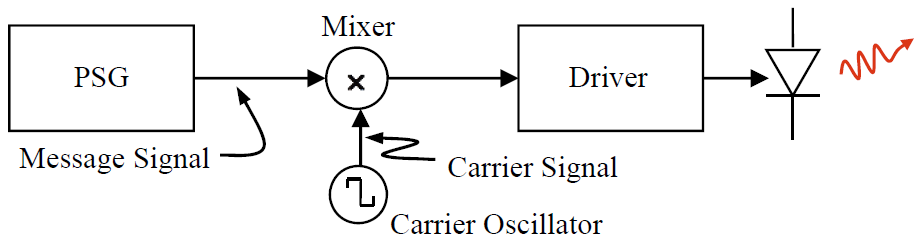 Mixer
PSG
×
Driver
Message Signal
Carrier Signal
Carrier Oscillator